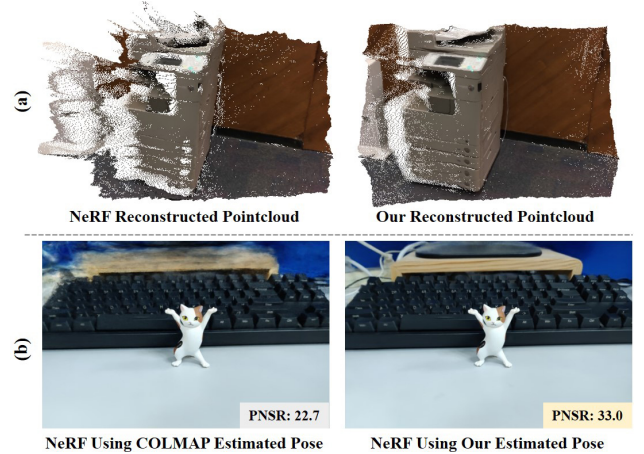 (a)
NeRF Reconstructed Pointcloud
Our Reconstructed Pointcloud
(b)
PNSR: 22.7
PNSR: 33.0
NeRF Using COLMAP Estimated Pose
NeRF Using Our Estimated Pose